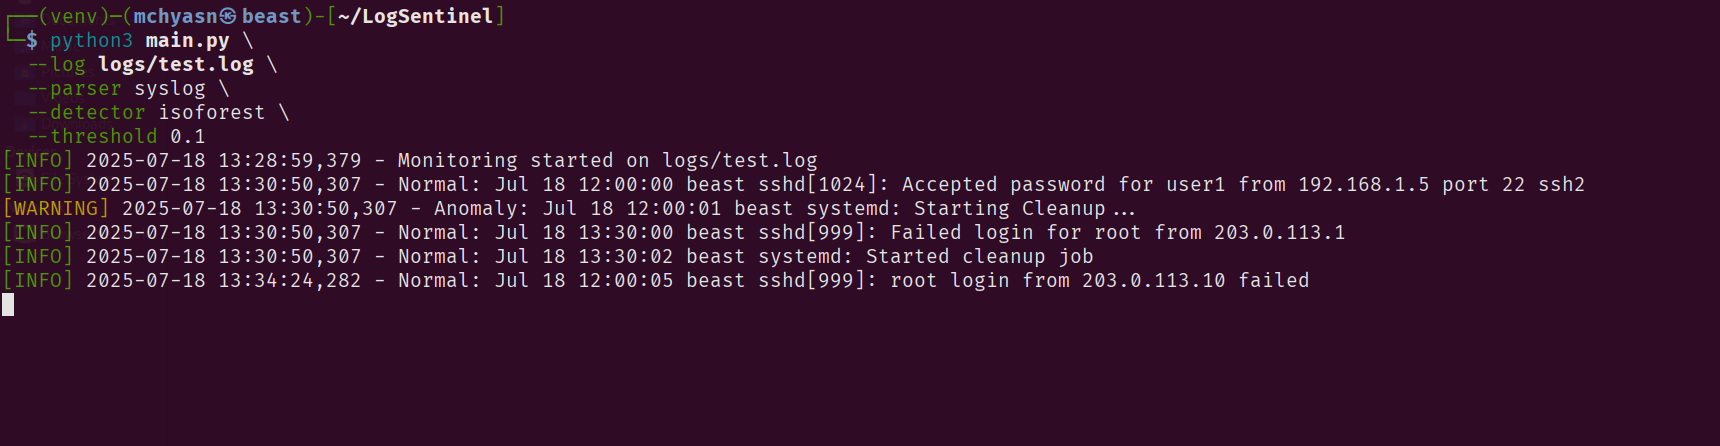 ┌──(venv)─(mchyasn㉿beast)-[~/LogSentinel]
└─$ python3 main.py \
--log logs/test.log \
--parser syslog \
--detector isoforest \
--threshold 0.1
[INFO] 2025-07-18 13:28:59,379 - Monitoring started on logs/test.log
[INFO] 2025-07-18 13:30:50,307 - Normal: Jul 18 12:00:00 beast sshd[1024]: Accepted password for user1 from 192.168.1.5 port 22 ssh2
[WARNING] 2025-07-18 13:30:50,307 - Anomaly: Jul 18 12:00:01 beast systemd: Starting Cleanup...
[INFO] 2025-07-18 13:30:50,307 - Normal: Jul 18 13:30:00 beast sshd[999]: Failed login for root from 203.0.113.1
[INFO] 2025-07-18 13:30:50,307 - Normal: Jul 18 13:30:02 beast systemd: Started cleanup job
[INFO] 2025-07-18 13:34:24,282 - Normal: Jul 18 12:00:05 beast sshd[999]: root login from 203.0.113.10 failed